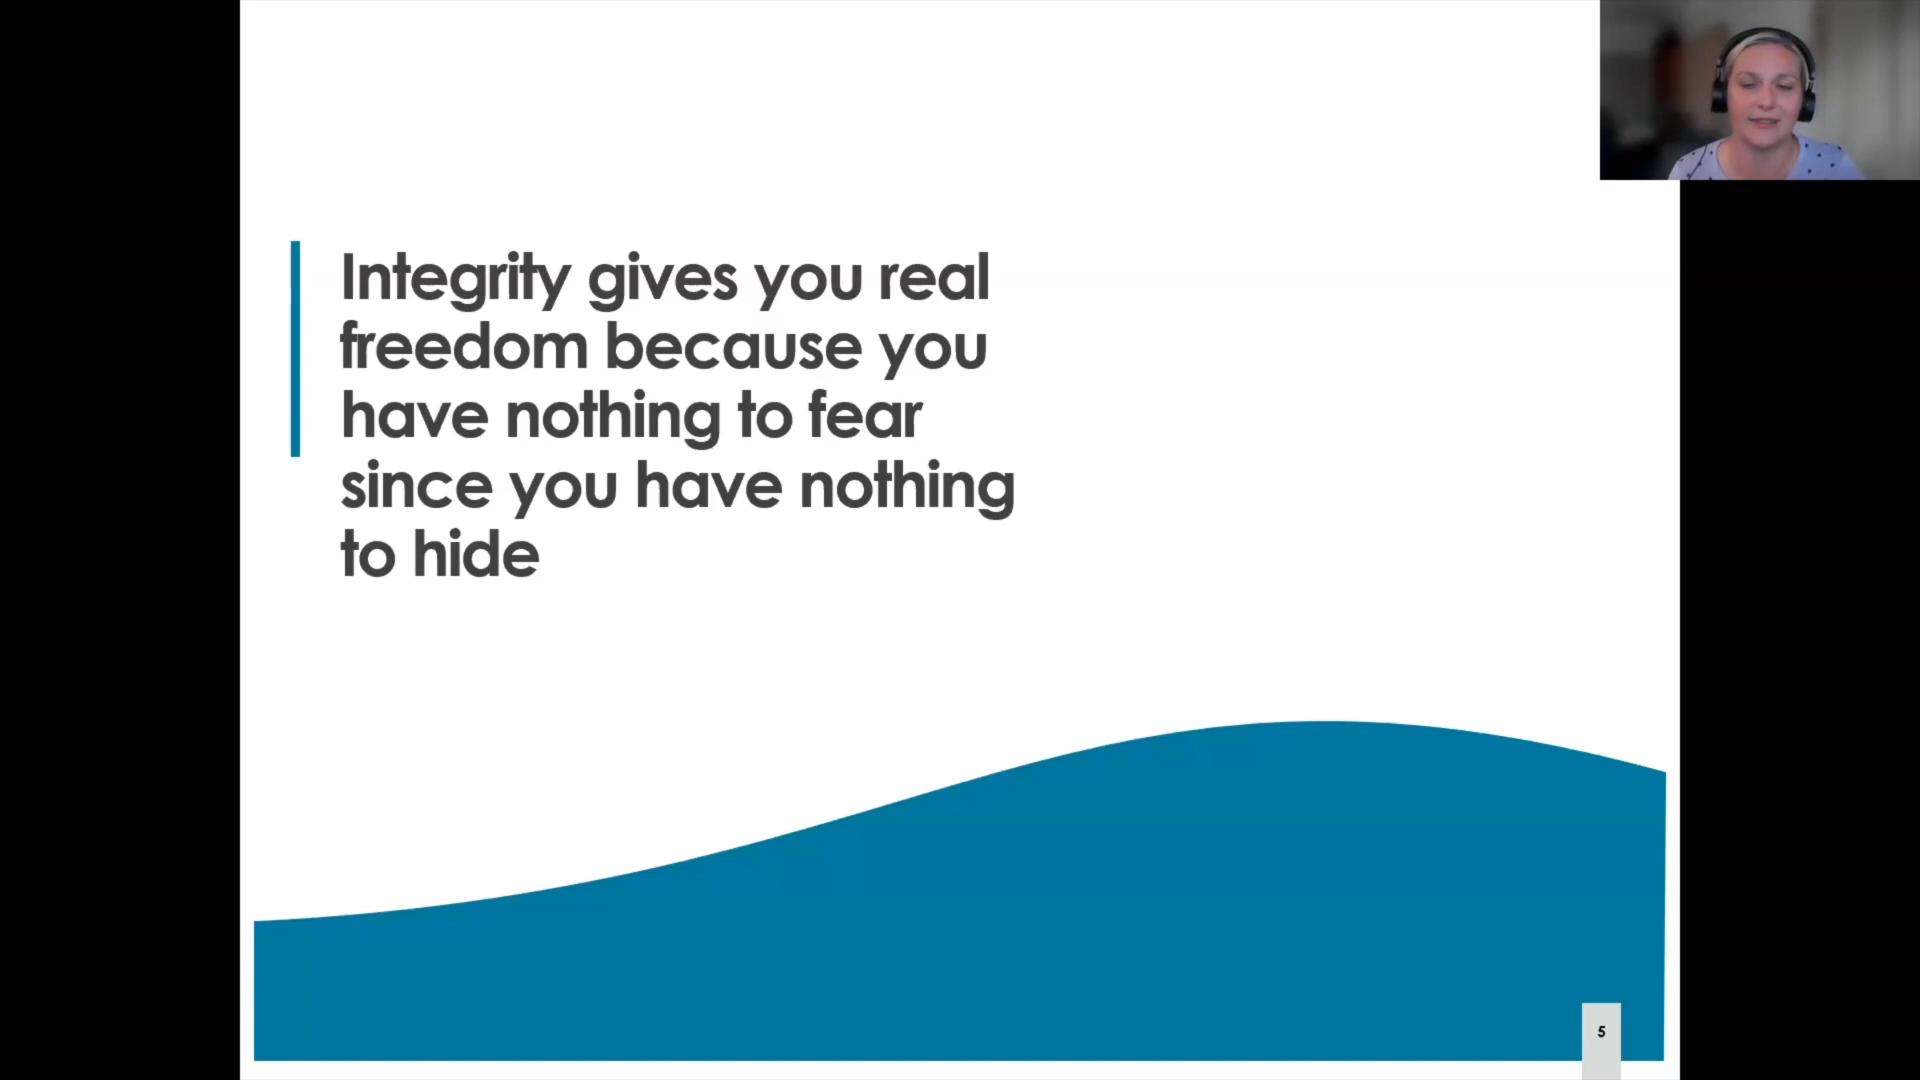 Integrity gives you real
freedom because you
have nothing to fear
since you have nothing
to hide
5